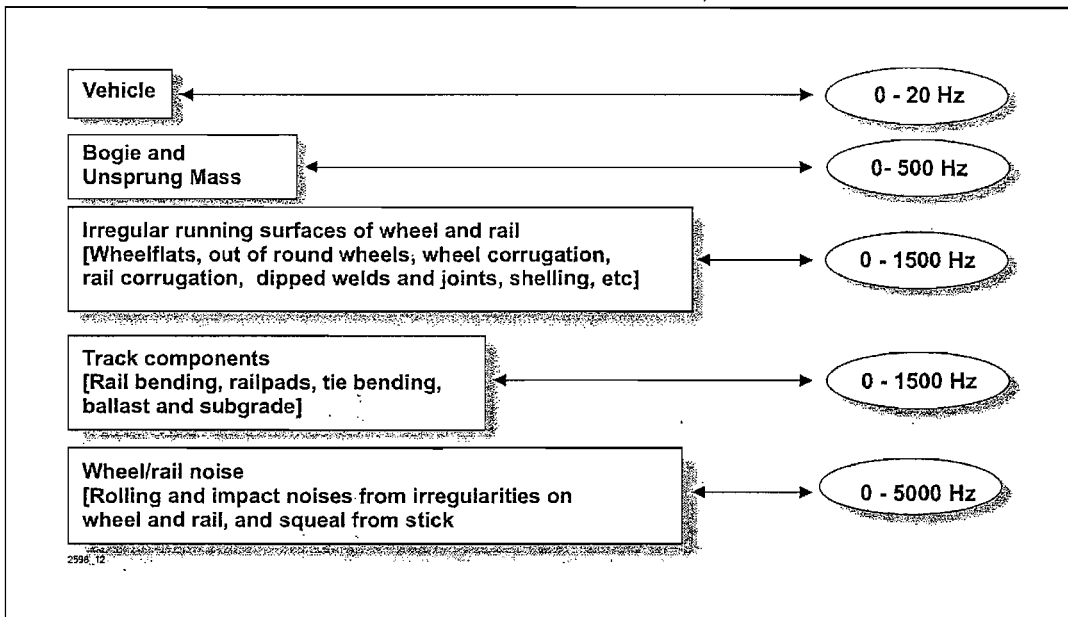 Vehicle
0 - 20 Hz
Bogie and
Unsprung Mass
0- 500 Hz
Irregular running surfaces of wheel and rail
[Wheelflats, out of round wheels, wheel corrugation,
rail corrugation, dipped welds and joints, shelling, etc]
0 - 1500 Hz
Track components
[Rail bending, railpads, tie bending,
ballast and subgrade]
0 - 1500 Hz
Wheel/rail noise
[Rolling and impact noises from irregularities on
wheel and rail, and squeal from stick
0 - 5000 Hz
2596_12